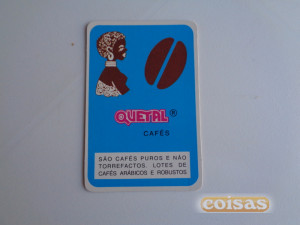 QUETAL ®
CAFÉS
SÃO CAFÉS PUROS E NÃO
TORREFACTOS. LOTES DE
CAFÉS ARÁBICOS E ROBUSTOS
coisas